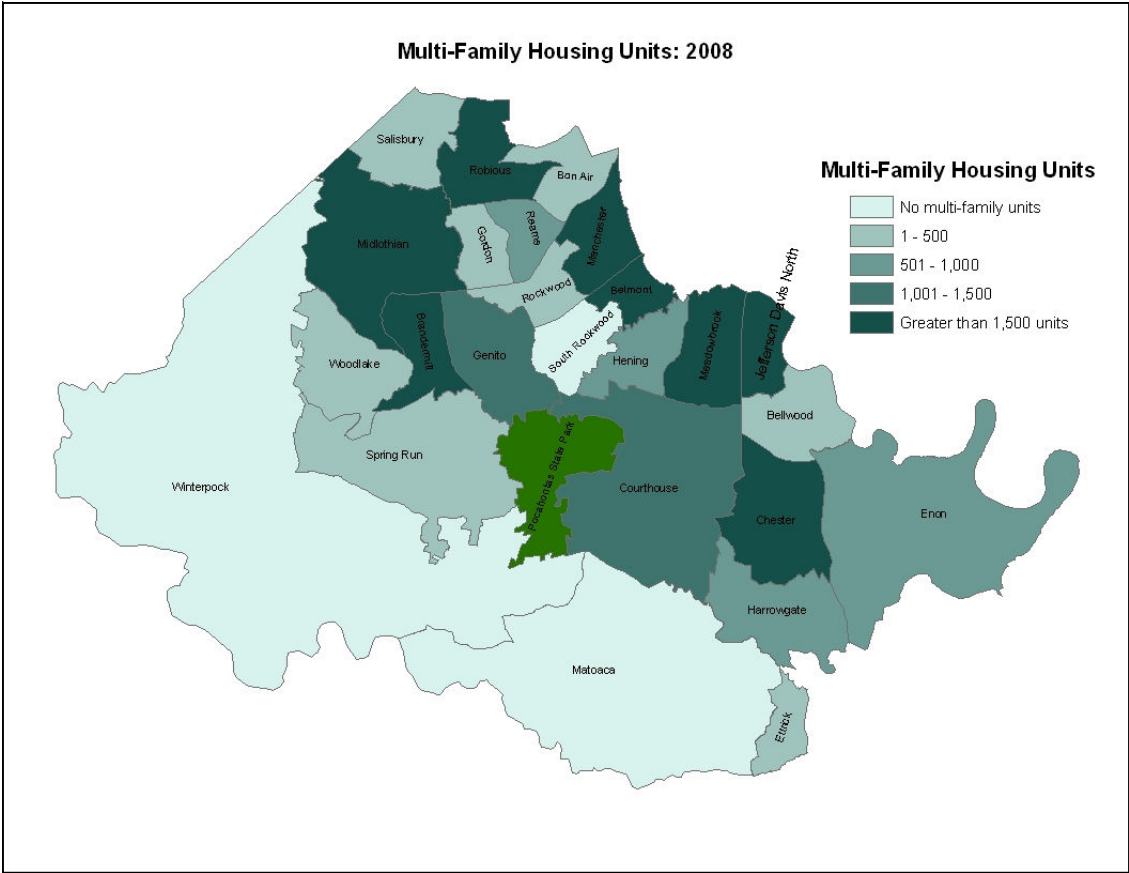 Multi-Family Housing Units: 2008
Multi-Family Housing Units
No multi-family units
1 - 500
501 - 1,000
1,001 - 1,500
Greater than 1,500 units
Salisbury
Robious
Bon Air
Midlothian
Gordon
Reams
Manchester
Rockwood
Belmont
Jefferson Davis North
Brandermill
Genito
South Rockwood
Hening
Meadowbrook
Woodlake
Bellwood
Spring Run
Winterpock
Pocahontas State Park
Courthouse
Chester
Enon
Harrowgate
Matoaca
Ettrick